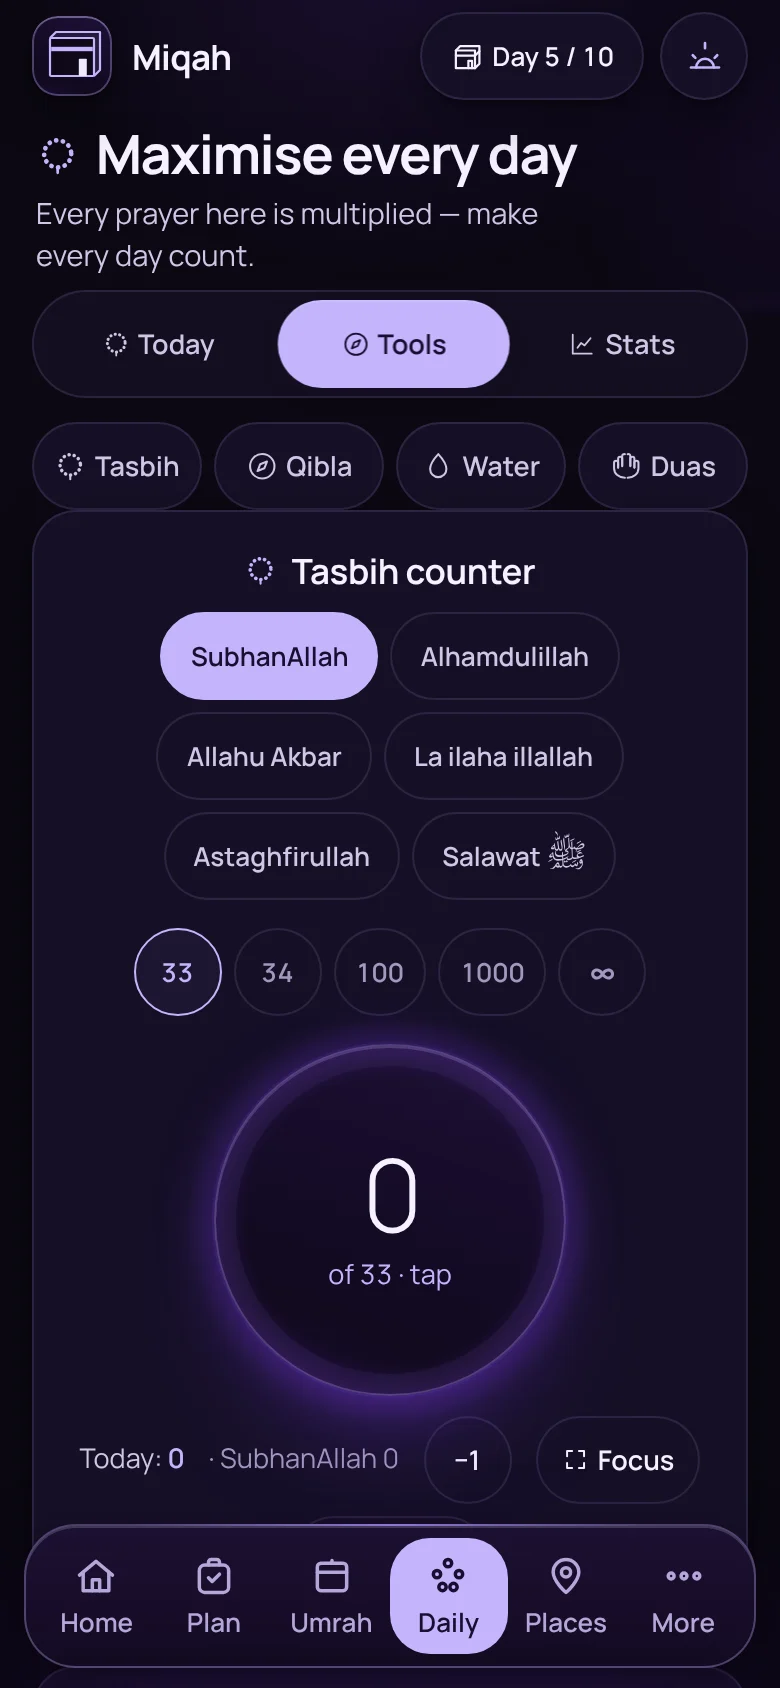 Miqah
Day 5 / 10
Maximise every day
Every prayer here is multiplied — make
every day count.
Today
Tools
Stats
Tasbih
Qibla
Water
Duas
Tasbih counter
SubhanAllah
Alhamdulillah
Allahu Akbar
La ilaha illallah
Astaghfirullah
Salawat ﷺ
33
34
100
1000
∞
0
of 33 · tap
Today: 0 · SubhanAllah 0
−1
Focus
Home
Plan
Umrah
Daily
Places
More